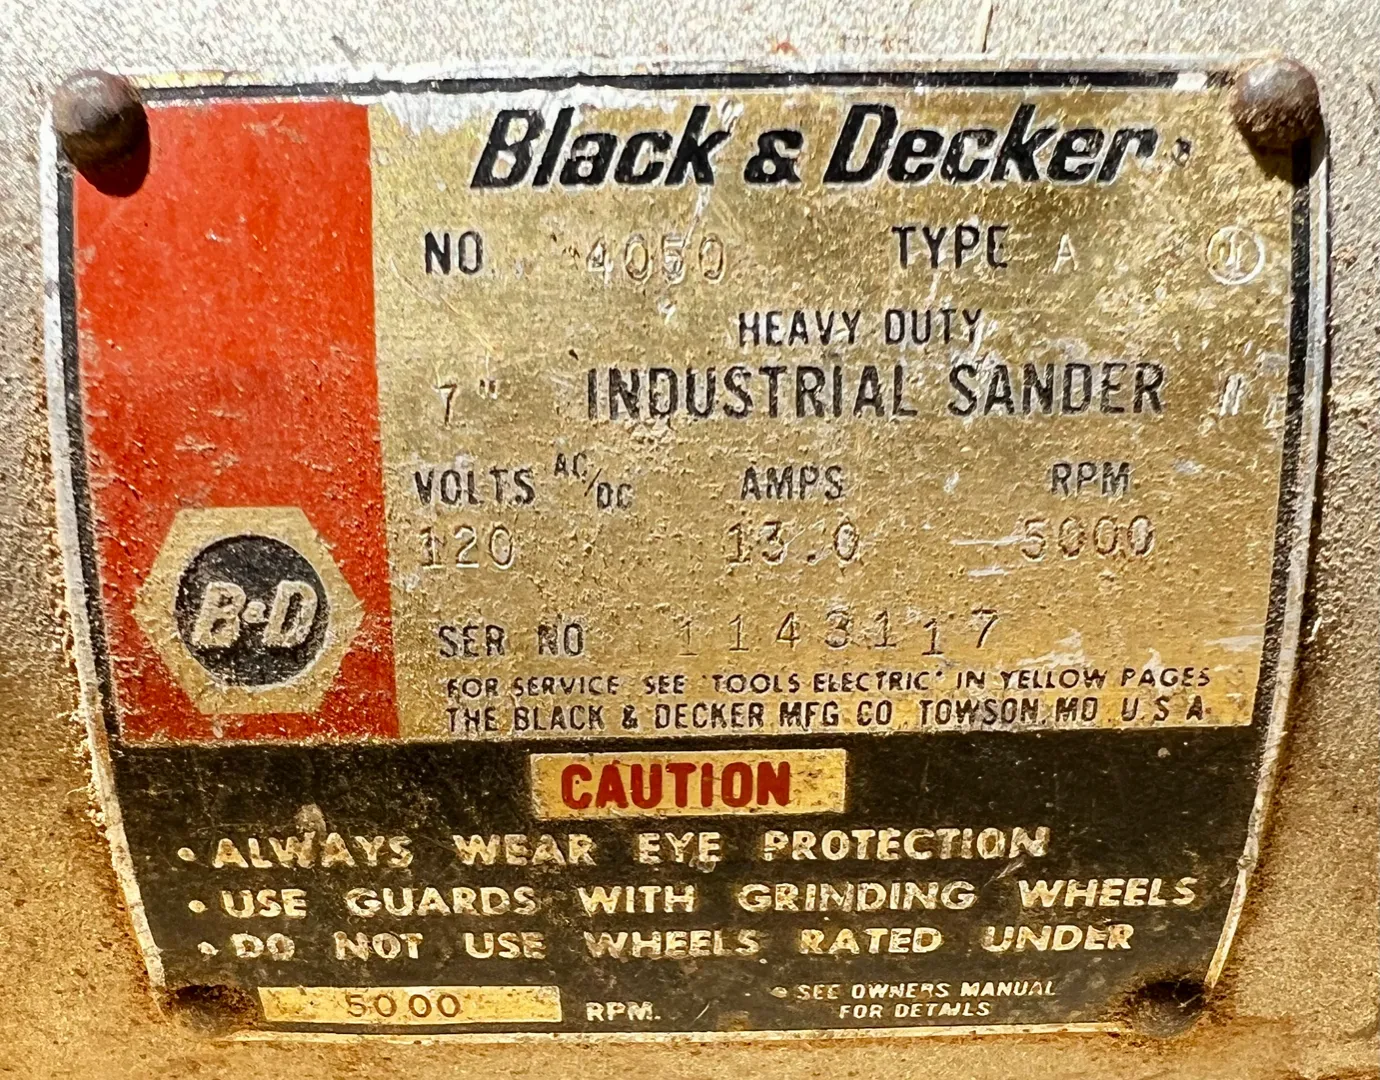 Black & Decker®
NO. 4050 TYPE A
HEAVY DUTY
7" INDUSTRIAL SANDER
VOLTS AC/DC AMPS RPM
120 13.0 5000
SER NO 1143117
FOR SERVICE SEE "TOOLS ELECTRIC" IN YELLOW PAGES
THE BLACK & DECKER MFG CO. TOWSON, MD. U.S.A.
B&D
CAUTION
• ALWAYS WEAR EYE PROTECTION
• USE GUARDS WITH GRINDING WHEELS
• DO NOT USE WHEELS RATED UNDER
5000 RPM.
• SEE OWNERS MANUAL
FOR DETAILS